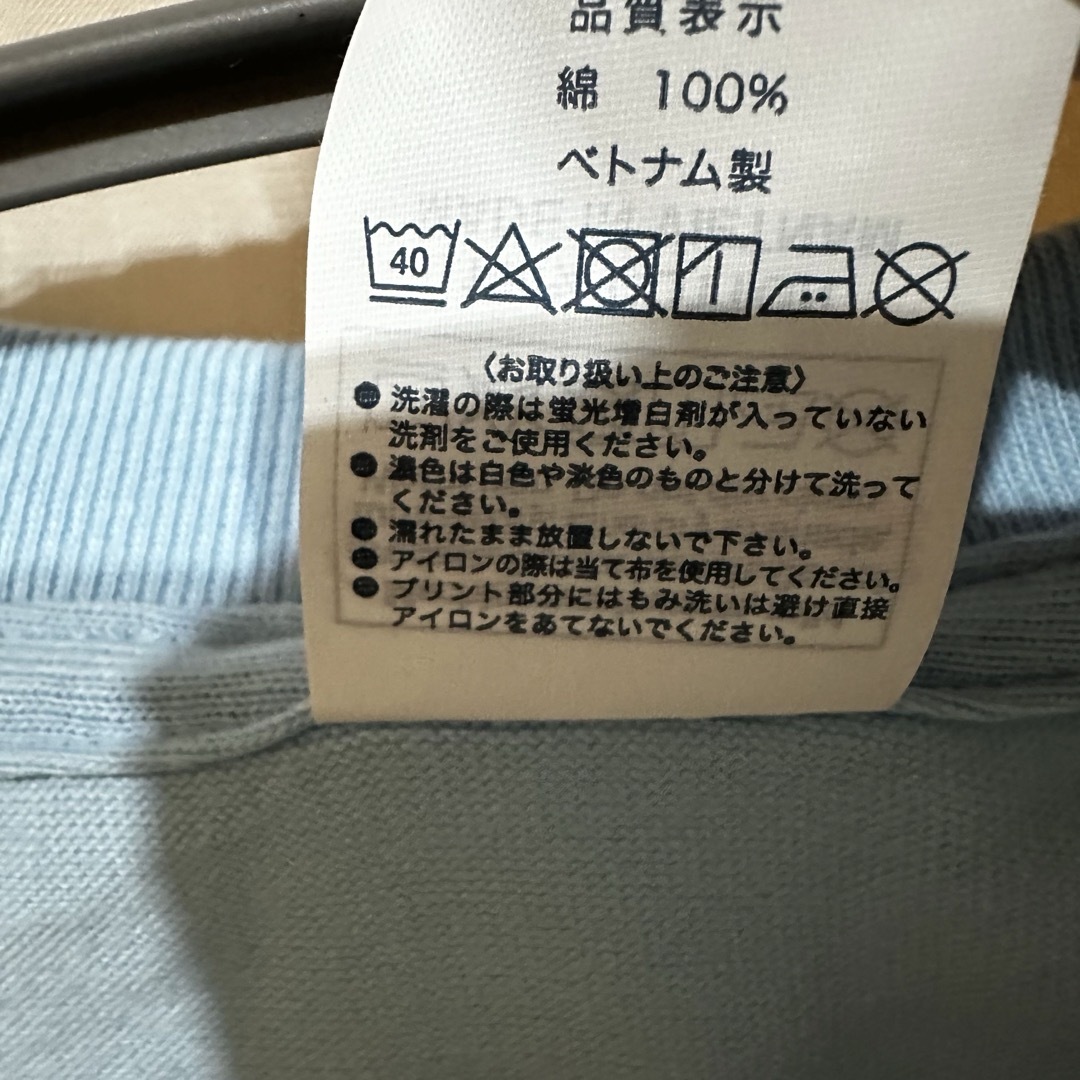 品質表示
綿 100%
ベトナム製
40
〈お取り扱い上のご注意〉
●洗濯の際は蛍光増白剤が入っていない
洗剤をご使用ください。
●濃色は白色や淡色のものと分けて洗って
ください。
●濡れたまま放置しないで下さい。
●アイロンの際は当て布を使用してください。
●プリント部分にはもみ洗いは避け直接
アイロンをあてないでください。